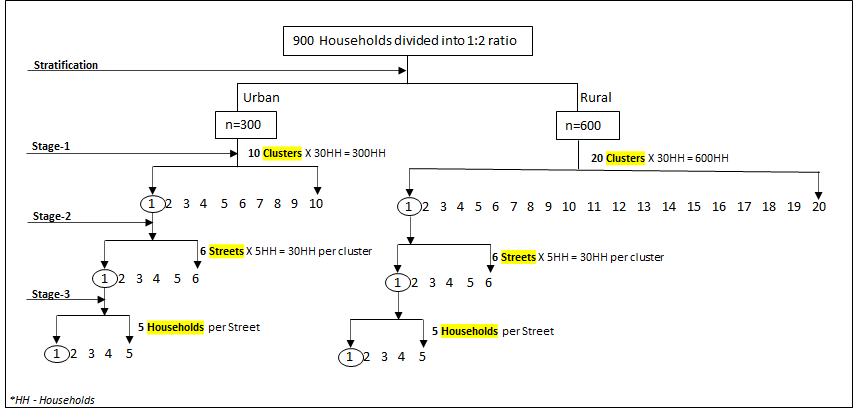 900 Households divided into 1:2 ratio
Stratification
Urban
Rural
n=300
n=600
Stage-1
10 Clusters X 30HH = 300HH
20 Clusters X 30HH = 600HH
1 2 3 4 5 6 7 8 9 10
1 2 3 4 5 6 7 8 9 10 11 12 13 14 15 16 17 18 19 20
Stage-2
6 Streets X 5HH = 30HH per cluster
6 Streets X 5HH = 30HH per cluster
1 2 3 4 5 6
1 2 3 4 5 6
Stage-3
5 Households per Street
5 Households per Street
1 2 3 4 5
1 2 3 4 5
*HH - Households